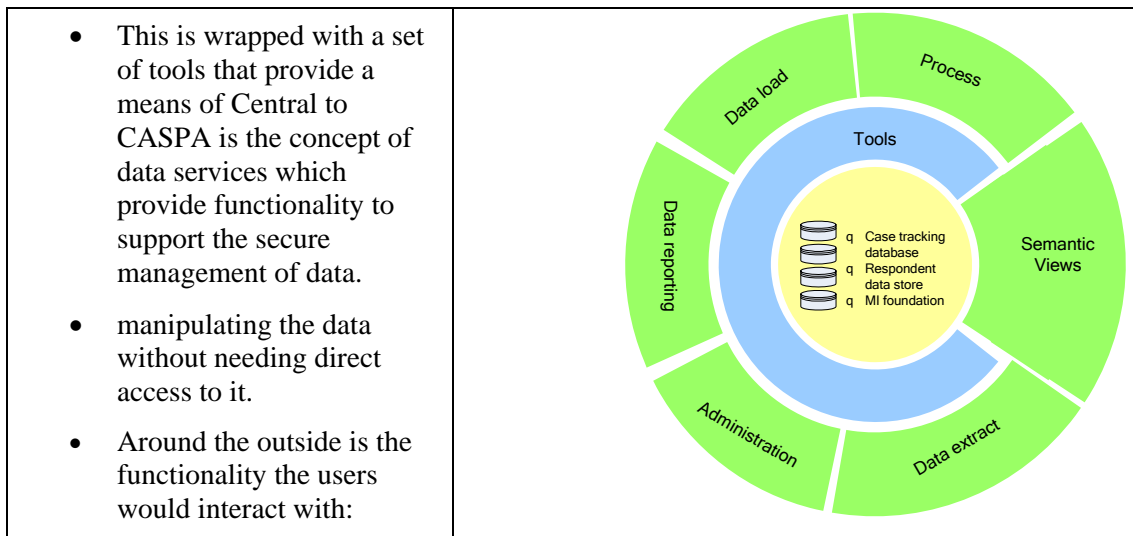 • This is wrapped with a set
of tools that provide a
means of Central to
CASPA is the concept of
data services which
provide functionality to
support the secure
management of data.
• manipulating the data
without needing direct
access to it.
• Around the outside is the
functionality the users
would interact with:
Process
Data load
Tools
Data reporting
q Case tracking
database
q Respondent
data store
q MI foundation
Semantic
Views
Administration
Data extract